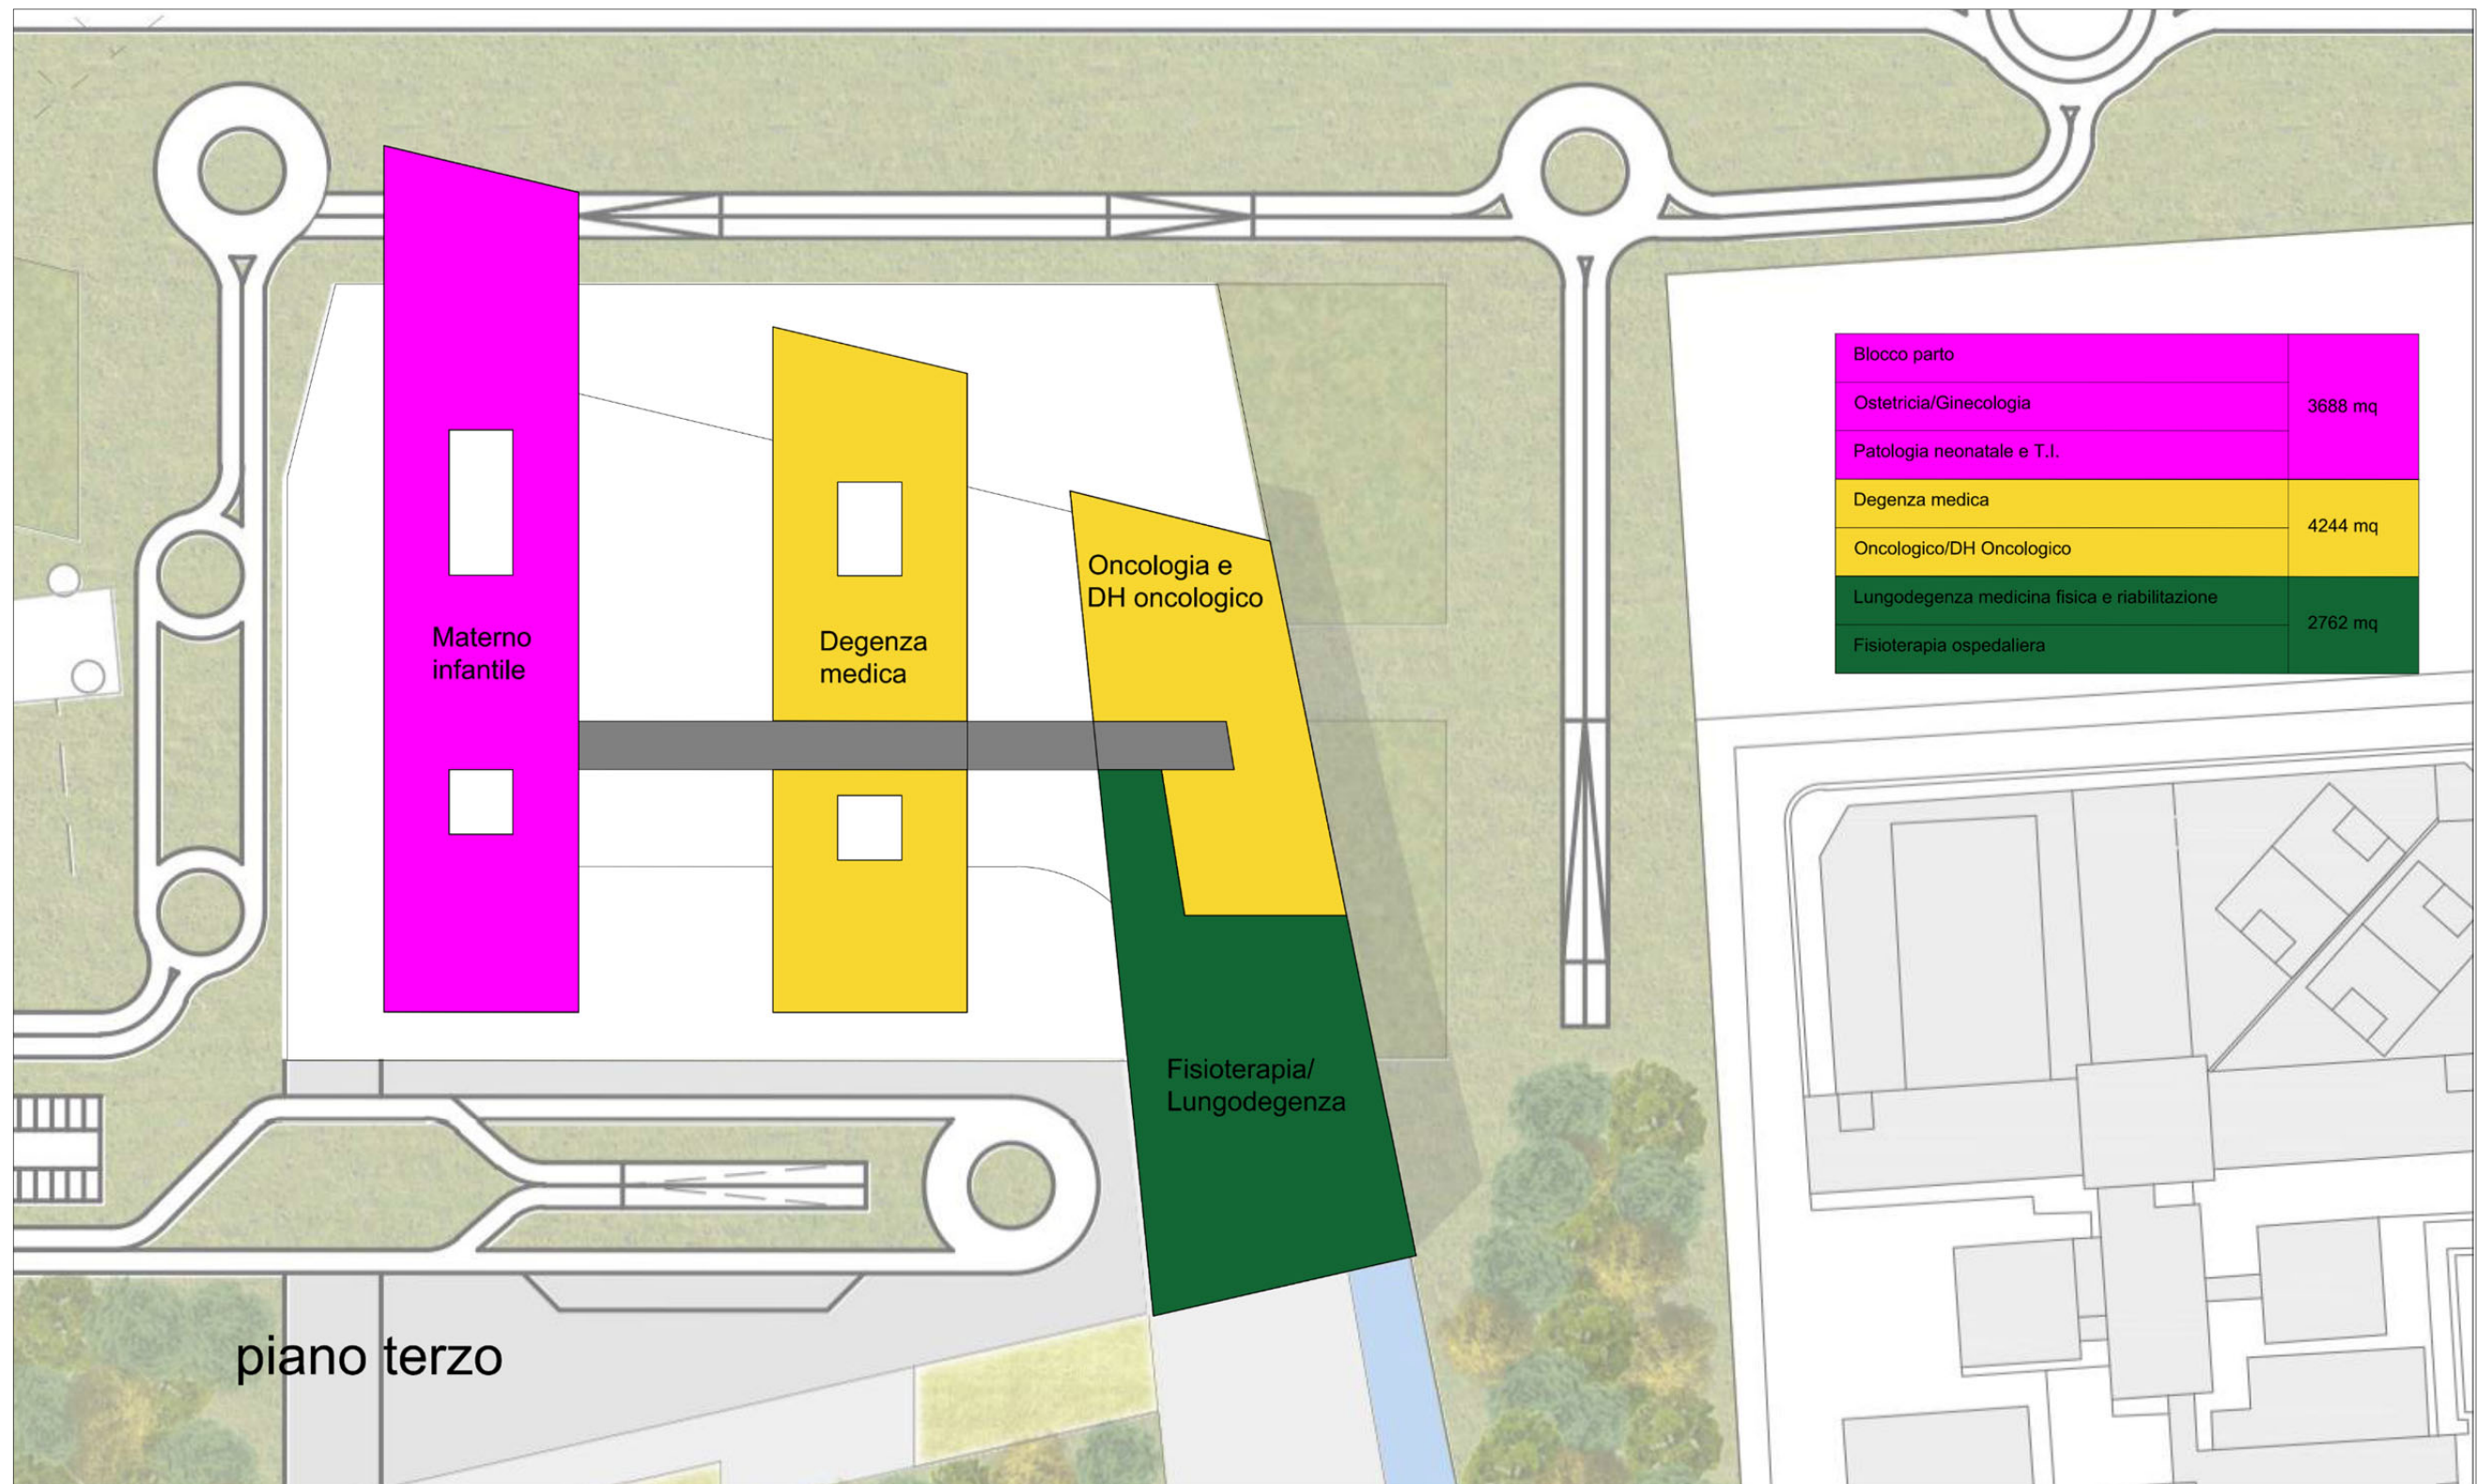 Blocco parto
Ostetricia/Ginecologia
3688 mq
Patologia neonatale e T.I.
Degenza medica
4244 mq
Oncologico/DH Oncologico
Lungodegenza medicina fisica e riabilitazione
2762 mq
Fisioterapia ospedaliera
Oncologia e
DH oncologico
Materno
infantile
Degenza
medica
Fisioterapia/
Lungodegenza
piano terzo